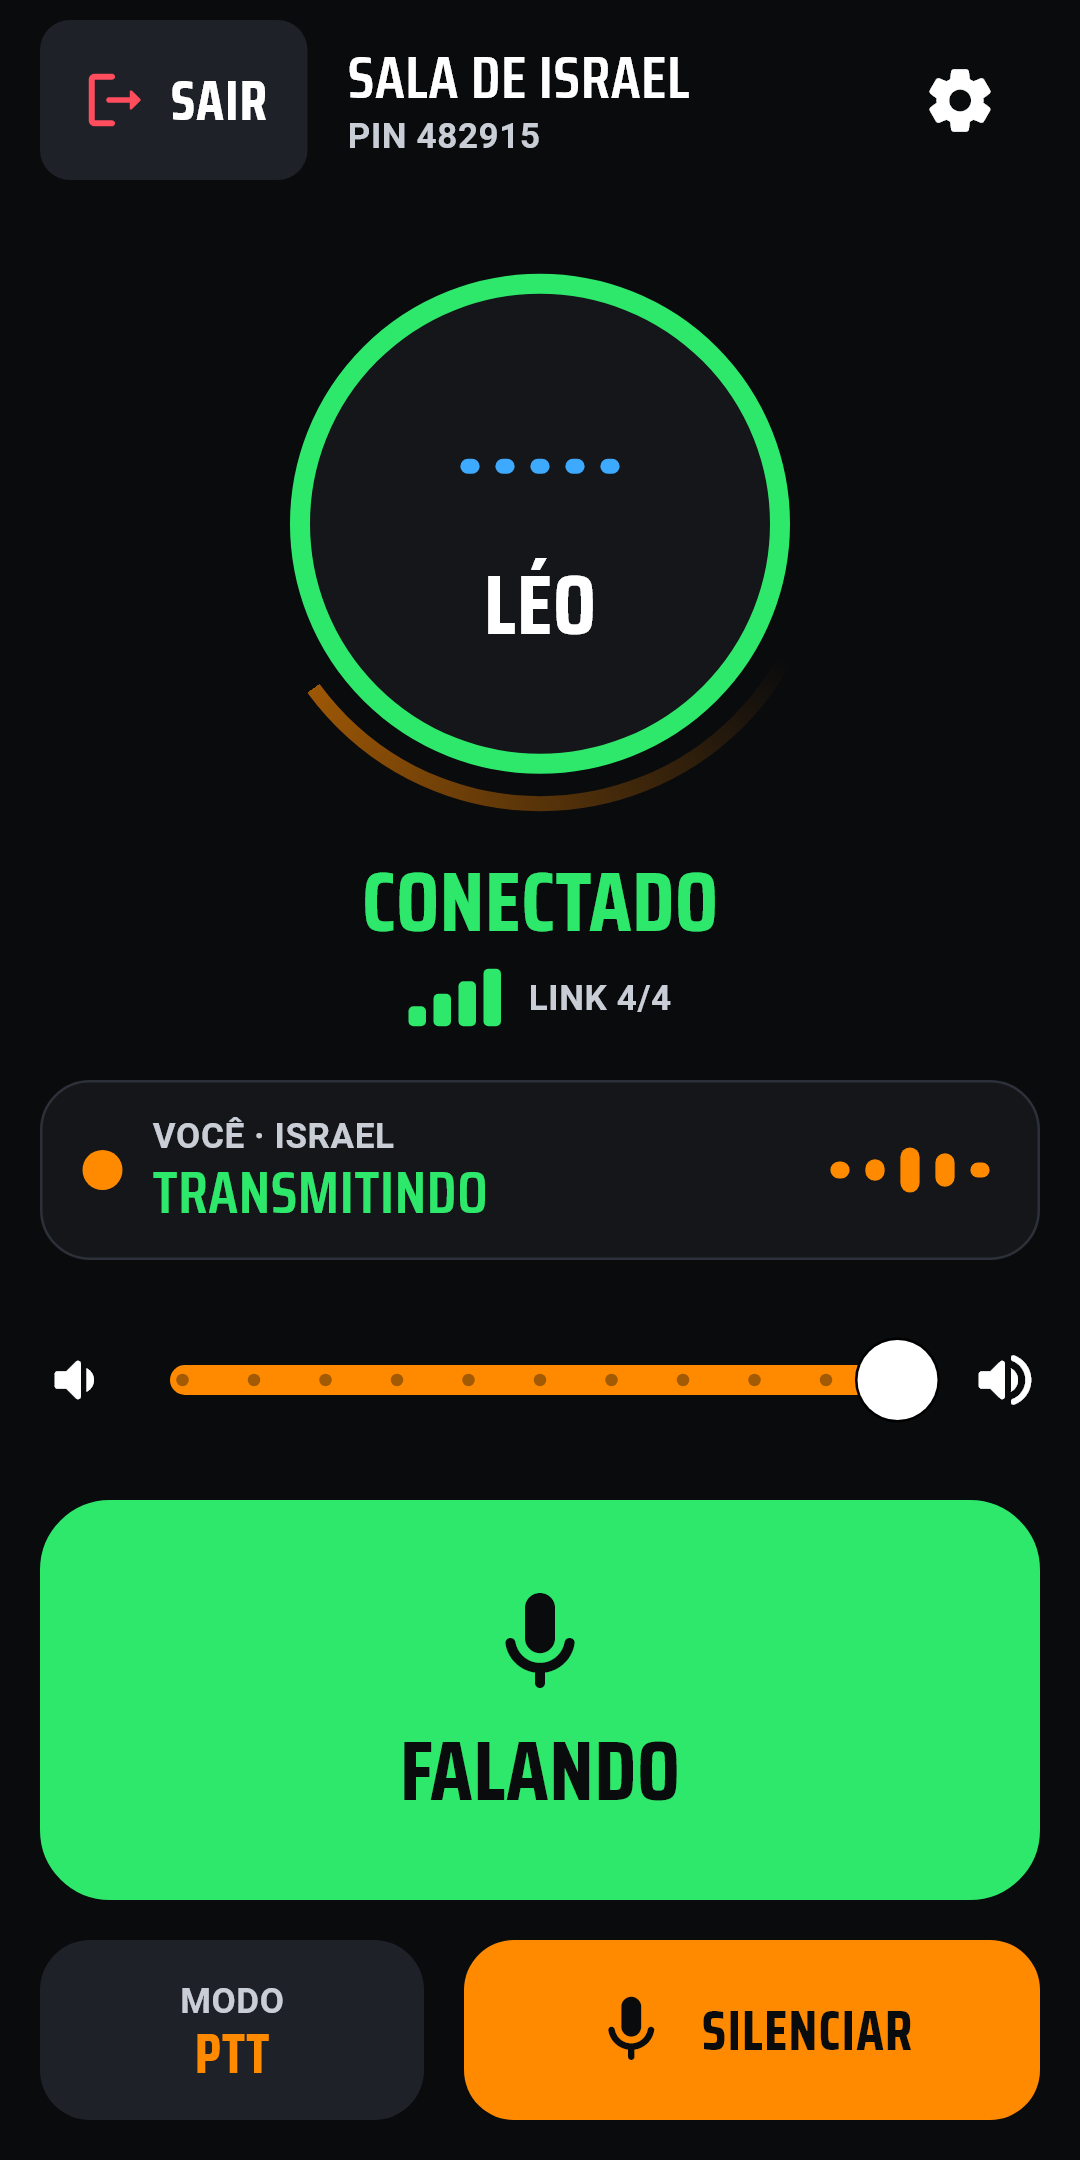 SAIR
SALA DE ISRAEL
PIN 482915
LÉO
CONECTADO
LINK 4/4
VOCÊ · ISRAEL
TRANSMITINDO
FALANDO
MODO
PTT
SILENCIAR